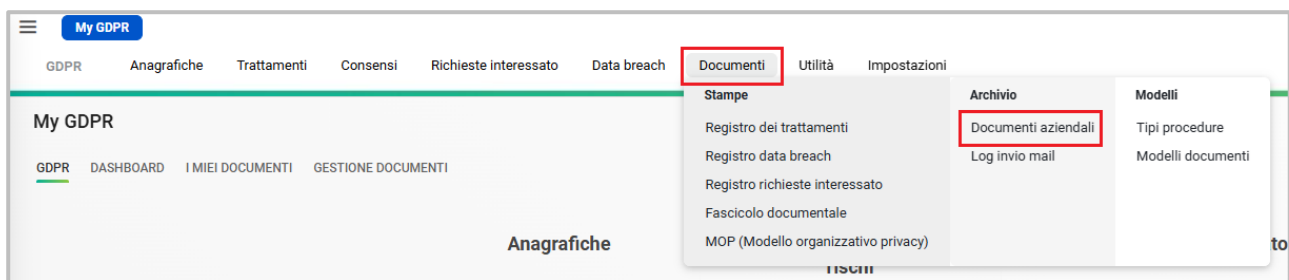 My GDPR
GDPR Anagrafiche Trattamenti Consensi Richieste interessato Data breach Documenti Utilità Impostazioni
Stampe Archivio Modelli
My GDPR
Registro dei trattamenti Documenti aziendali Tipi procedure
Registro data breach Log invio mail Modelli documenti
GDPR DASHBOARD I MIEI DOCUMENTI GESTIONE DOCUMENTI
Registro richieste interessato
Fascicolo documentale
MOP (Modello organizzativo privacy)
Anagrafiche to